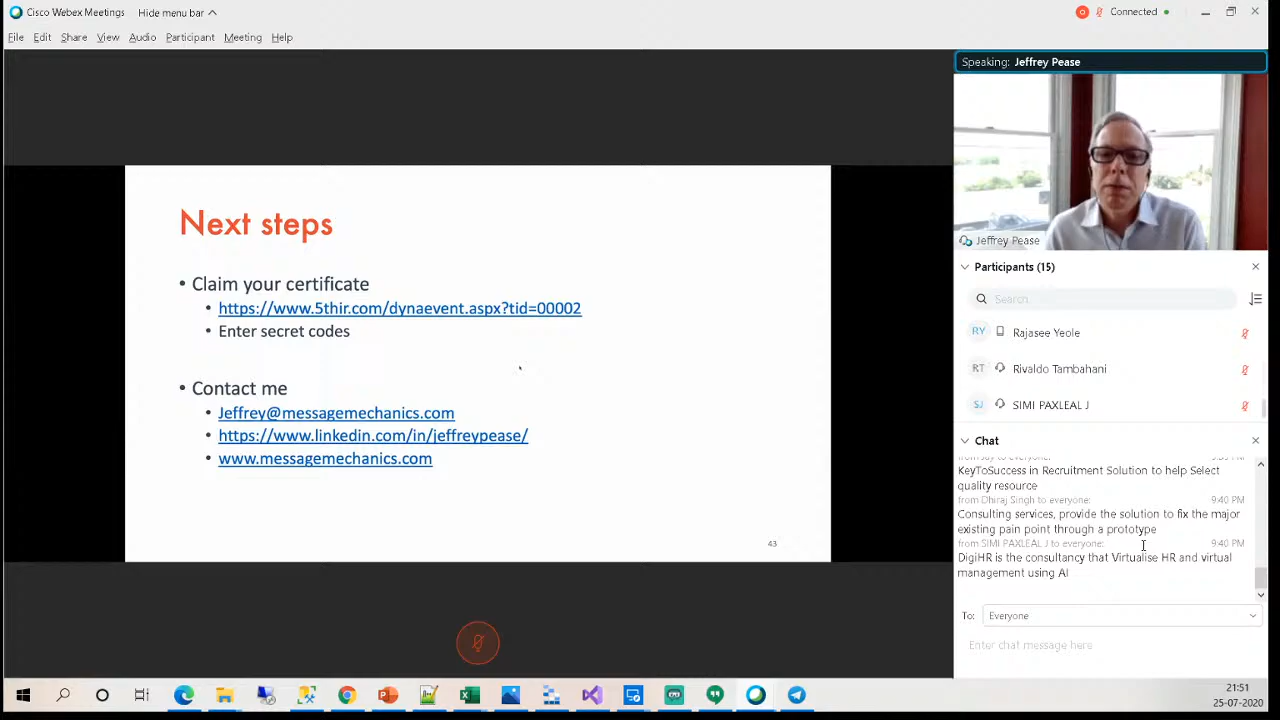 Cisco Webex Meetings
Hide menu bar
Connected
File Edit Share View Audio Participant Meeting Help
Speaking: Jeffrey Pease
Jeffrey Pease
Next steps
• Claim your certificate
• https://www.5thir.com/dynaevent.aspx?tid=00002
• Enter secret codes
• Contact me
• Jeffrey@messagemechanics.com
• https://www.linkedin.com/in/jeffreypease/
• www.messagemechanics.com
43
Participants (15)
Search
RY Rajasee Yeole
RT Rivaldo Tambahani
SJ SIMI PAXLEAL J
Chat
KeyToSuccess in Recruitment Solution to help Select
quality resource
from Dhiraj Singh to everyone: 9:40 PM
Consulting services, provide the solution to fix the major
existing pain point through a prototype
from SIMI PAXLEAL J to everyone: 9:40 PM
DigiHR is the consultancy that Virtualise HR and virtual
management using AI
To: Everyone
Enter chat message here
21:51
25-07-2020